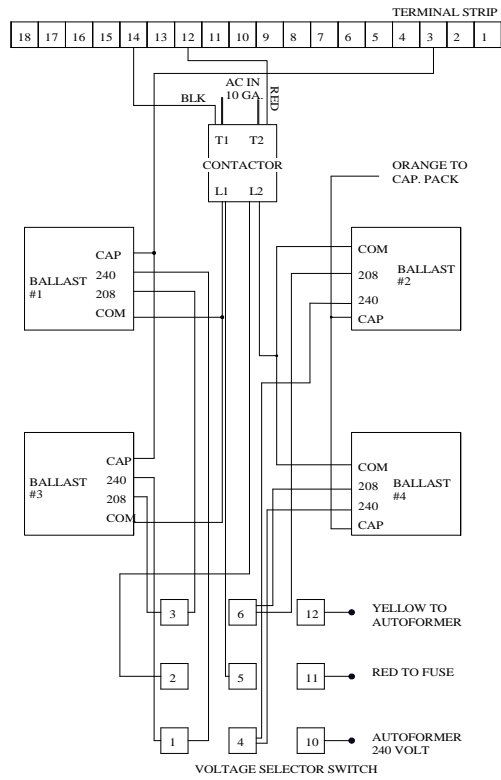 TERMINAL STRIP
18 17 16 15 14 13 12 11 10 9 8 7 6 5 4 3 2 1
BLK
AC IN
10 GA.
RED
T1 T2
CONTACTOR
L1 L2
ORANGE TO
CAP. PACK
BALLAST
#1
CAP
240
208
COM
COM
208
240
CAP
BALLAST
#2
BALLAST
#3
CAP
240
208
COM
COM
208
240
CAP
BALLAST
#4
3 6 12 YELLOW TO
AUTOFORMER
2 5 11 RED TO FUSE
1 4 10 AUTOFORMER
240 VOLT
VOLTAGE SELECTOR SWITCH